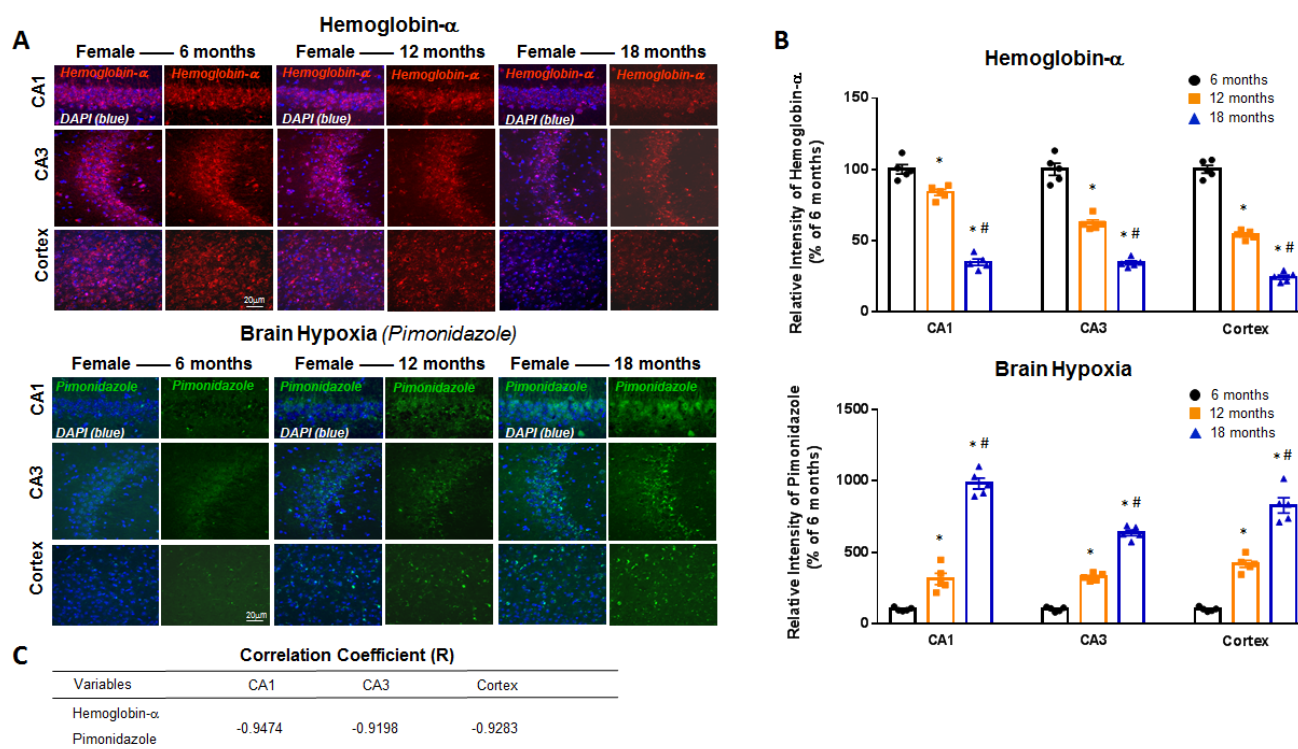 A
Hemoglobin-α
Female — 6 months
Female — 12 months
Female — 18 months
CA1
Hemoglobin-α
Hemoglobin-α
Hemoglobin-α
Hemoglobin-α
Hemoglobin-α
Hemoglobin-α
DAPI (blue)
DAPI (blue)
DAPI (blue)
CA3
Cortex
20μm
20μm
20μm
Brain Hypoxia (Pimonidazole)
Female — 6 months
Female — 12 months
Female — 18 months
CA1
Pimonidazole
Pimonidazole
Pimonidazole
Pimonidazole
Pimonidazole
Pimonidazole
DAPI (blue)
DAPI (blue)
DAPI (blue)
CA3
Cortex
20μm
20μm
20μm
B
Hemoglobin-α
6 months
12 months
18 months
Relative Intensity of Hemoglobin-α
(% of 6 months)
150
100
50
0
*
* #
*
* #
*
* #
CA1
CA3
Cortex
Brain Hypoxia
6 months
12 months
18 months
Relative Intensity of Pimonidazole
(% of 6 months)
1500
1000
500
0
*
* #
*
* #
*
* #
CA1
CA3
Cortex
C
Correlation Coefficient (R)
Variables CA1 CA3 Cortex
Hemoglobin-α
-0.9474 -0.9198 -0.9283
Pimonidazole